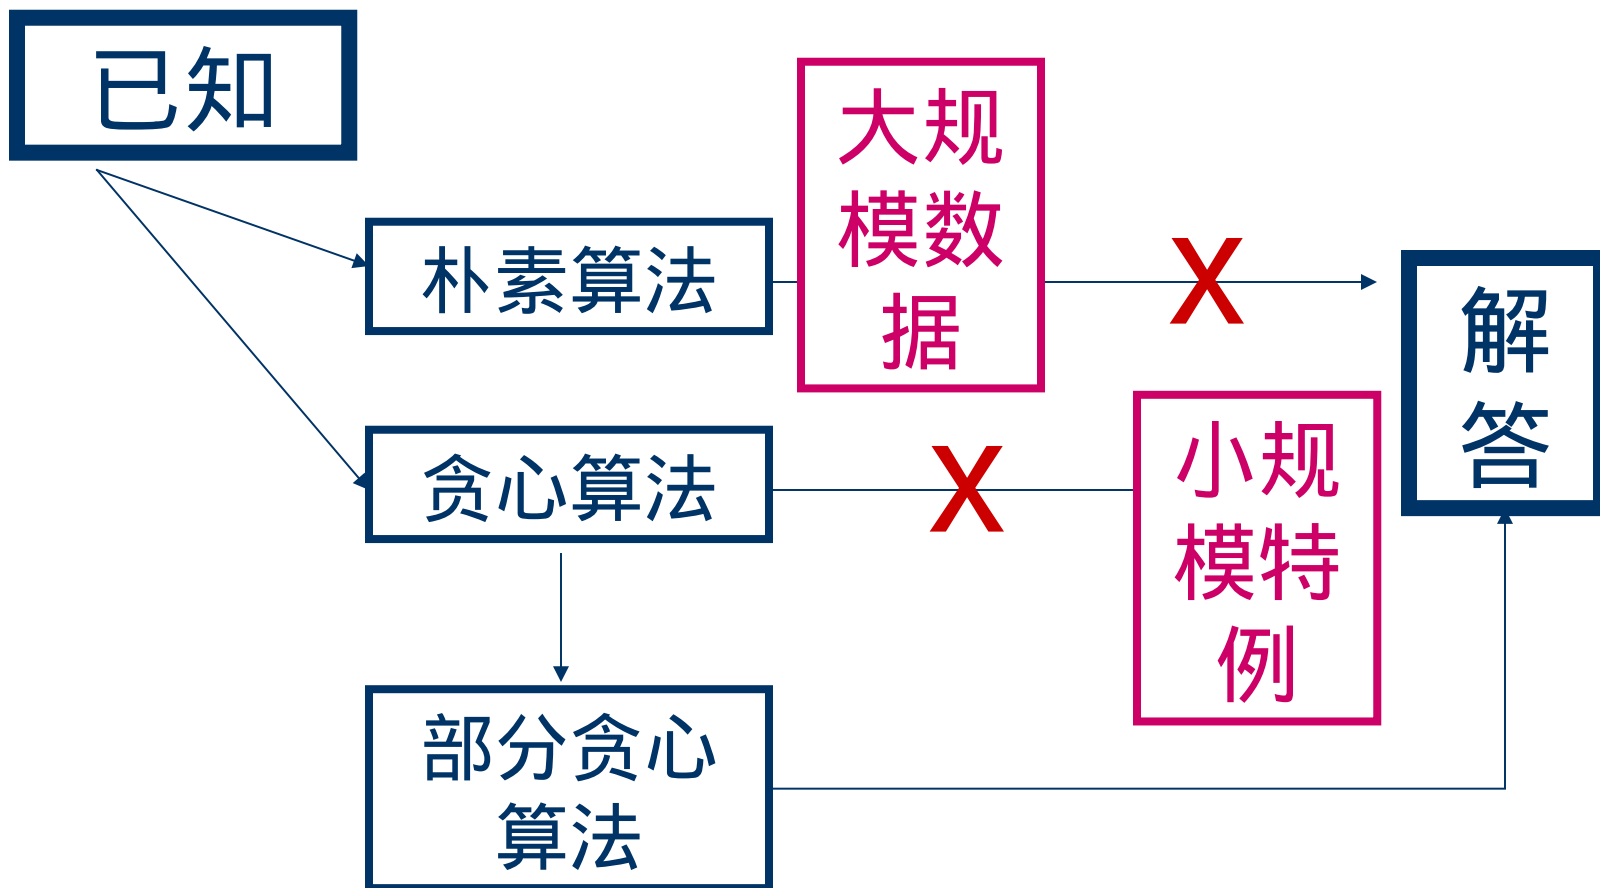 已知
朴素算法
大规
模数
据
X
解
答
贪心算法
X
小规
模特
例
部分贪心
算法